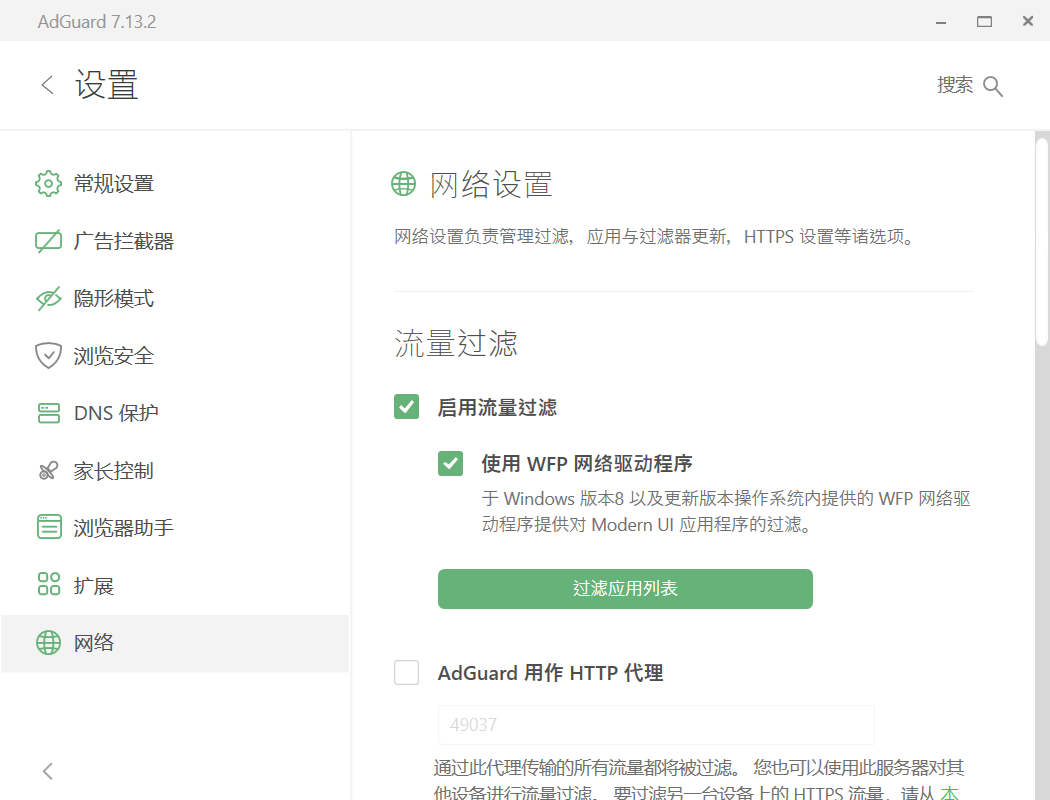 AdGuard 7.13.2
设置
搜索
常规设置
广告拦截器
隐形模式
浏览安全
DNS 保护
家长控制
浏览器助手
扩展
网络
网络设置
网络设置负责管理过滤，应用与过滤器更新，HTTPS 设置等诸选项。
流量过滤
启用流量过滤
使用 WFP 网络驱动程序
于 Windows 版本8 以及更新版本操作系统内提供的 WFP 网络驱
动程序提供对 Modern UI 应用程序的过滤。
过滤应用列表
AdGuard 用作 HTTP 代理
49037
通过此代理传输的所有流量都将被过滤。 您也可以使用此服务器对其
他设备进行流量过滤。 要过滤另一台设备上的 HTTPS 流量，请从 本